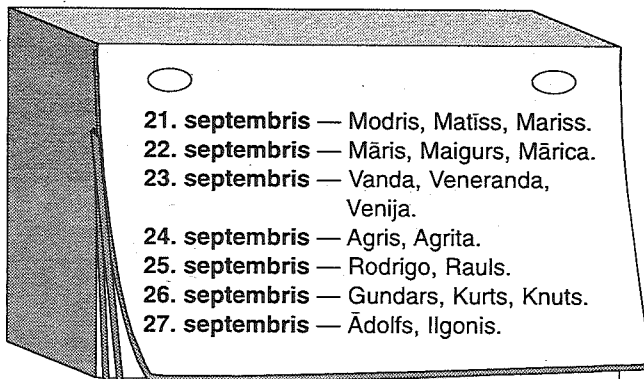 21. septembris — Modris, Matīss, Mariss.
22. septembris — Māris, Maigurs, Mārica.
23. septembris — Vanda, Veneranda,
Venija.
24. septembris — Agris, Agrita.
25. septembris — Rodrigo, Rauls.
26. septembris — Gundars, Kurts, Knuts.
27. septembris — Ādolfs, Ilgonis.